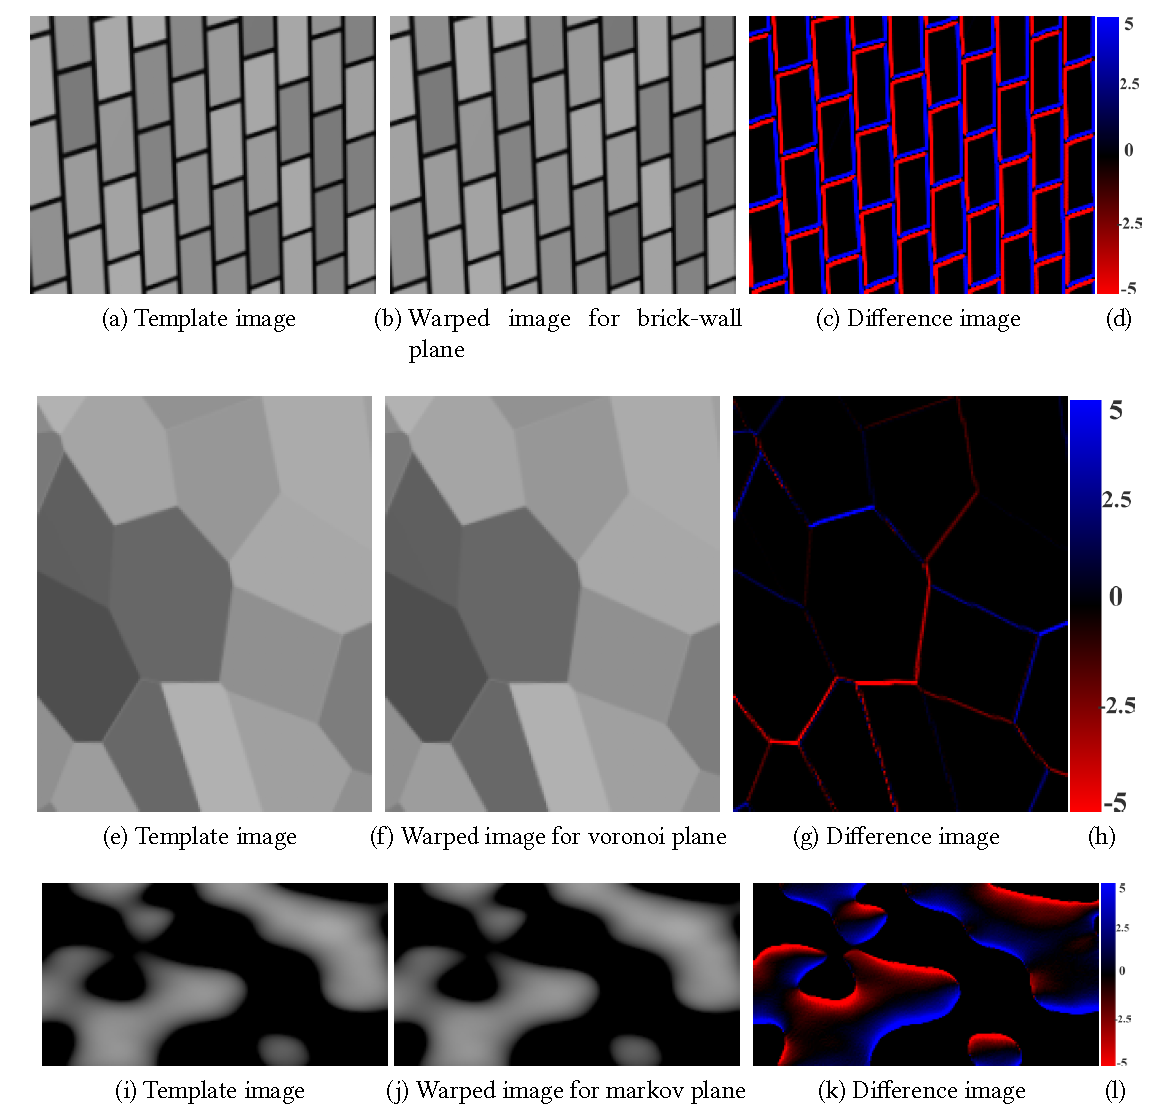 5
2.5
0
-2.5
-5
(a) Template image
(b) Warped image for brick-wall
plane
(c) Difference image
(d)
5
2.5
0
-2.5
-5
(e) Template image
(f) Warped image for voronoi plane
(g) Difference image
(h)
5
2.5
0
-2.5
-5
(i) Template image
(j) Warped image for markov plane
(k) Difference image
(l)